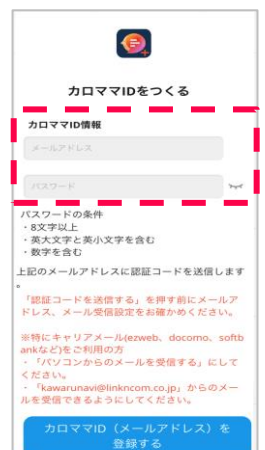 カロママIDをつくる
カロママID情報
メールアドレス
パスワード
パスワードの条件
・8文字以上
・英大文字と英小文字を含む
・数字を含む
上記のメールアドレスに認証コードを送信します
。
「認証コードを送信する」を押す前にメールア
ドレス、メール受信設定をお確かめください。
※特にキャリアメール(ezweb、docomo、softb
ankなど)をご利用の方
・「パソコンからのメールを受信する」にして
ください。
・「kawarunavi@linkncom.co.jp」からのメー
ルを受信できるようにしてください。
カロママID（メールアドレス）を
登録する